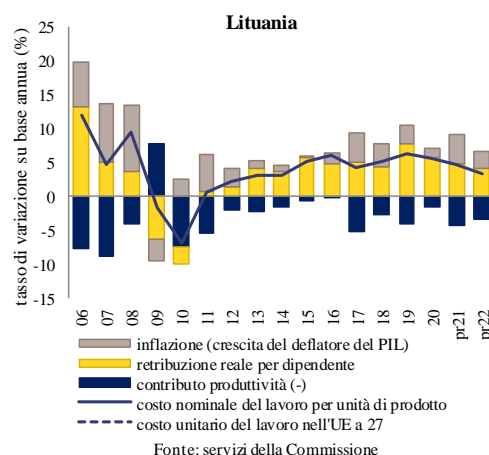 Lituania
tasso di variazione su base annua (%)
25
20
15
10
5
0
-5
-10
-15
06 07 08 09 10 11 12 13 14 15 16 17 18 19 20 pr21 pr22
inflazione (crescita del deflatore del PIL)
retribuzione reale per dipendente
contributo produttività (-)
costo nominale del lavoro per unità di prodotto
costo unitario del lavoro nell'UE a 27
Fonte: servizi della Commissione